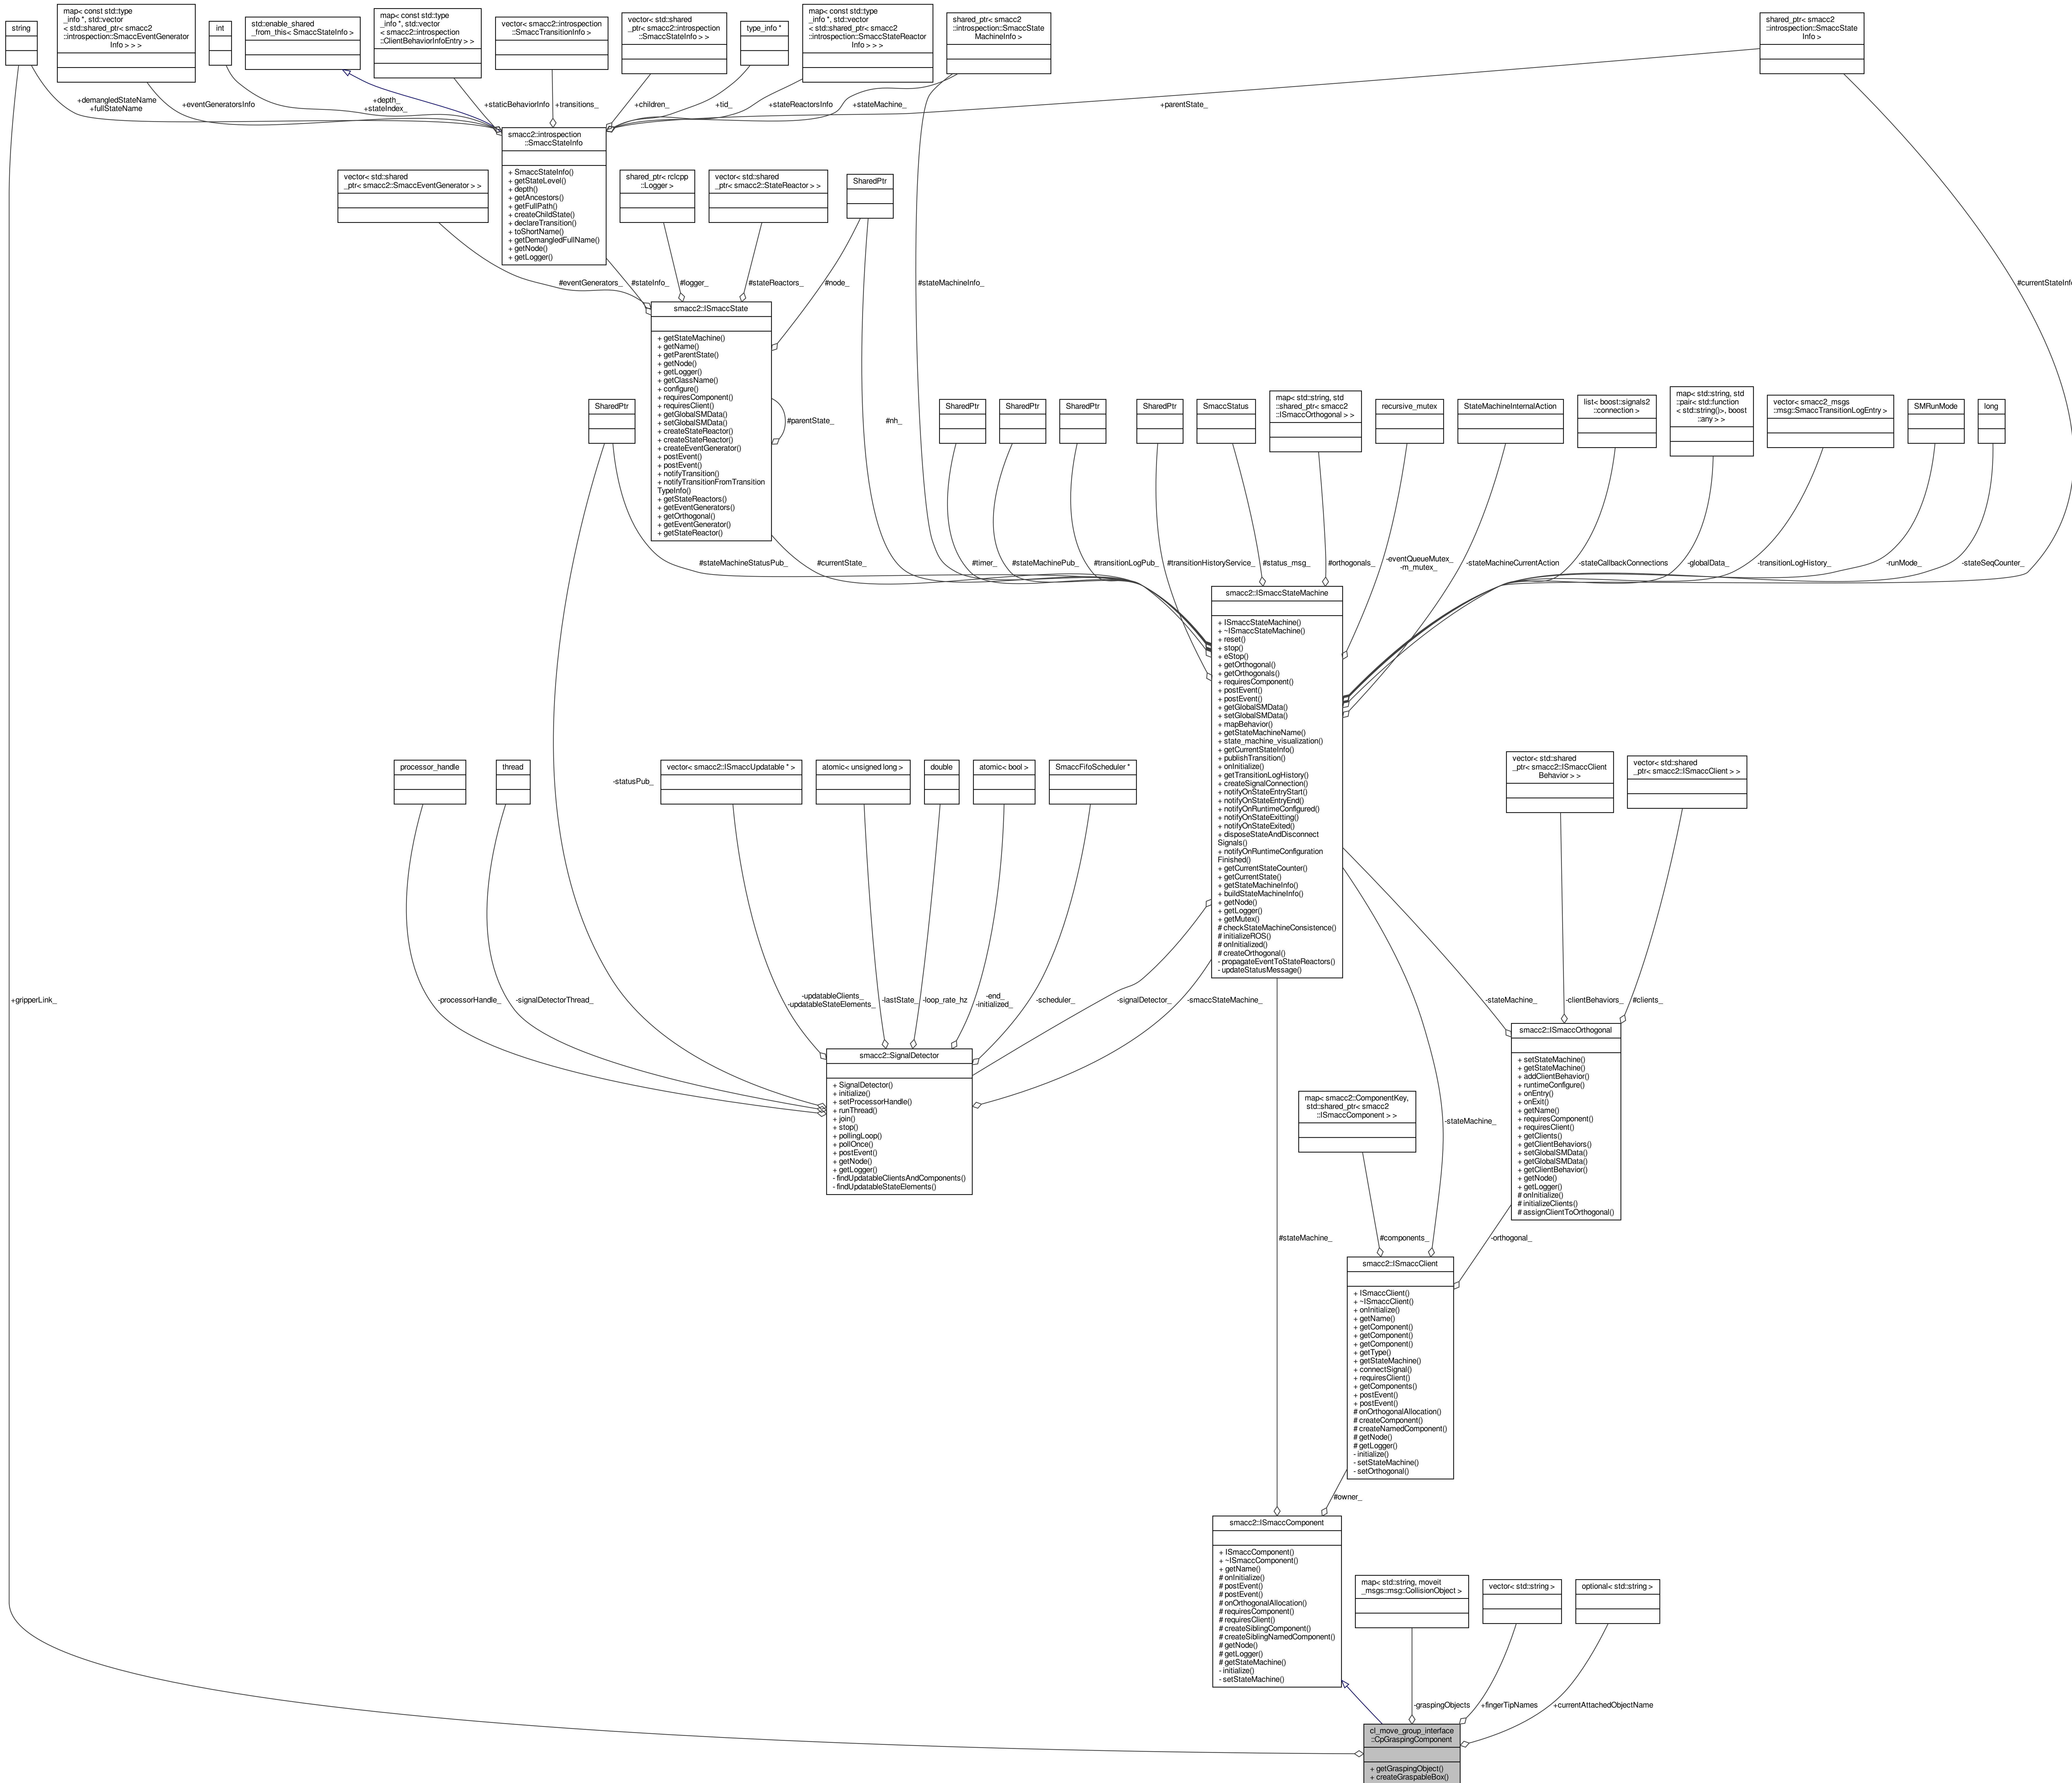 string
map< const std::type
_info *, std::vector
< std::shared_ptr< smacc2
::introspection::SmaccEventGenerator
Info > > >
int
std::enable_shared
_from_this< SmaccStateInfo >
map< const std::type
_info *, std::vector
< smacc2::introspection
::ClientBehaviorInfoEntry > >
vector< smacc2::introspection
::SmaccTransitionInfo >
vector< std::shared
_ptr< smacc2::introspection
::SmaccStateInfo > >
type_info *
map< const std::type
_info *, std::vector
< std::shared_ptr< smacc2
::introspection::SmaccStateReactor
Info > > >
shared_ptr< smacc2
::introspection::SmaccState
MachineInfo >
shared_ptr< smacc2
::introspection::SmaccState
Info >
+demangledStateName
+fullStateName
+eventGeneratorsInfo
+depth_
+stateIndex_
+staticBehaviorInfo
+transitions_
+children_
+tid_
+stateReactorsInfo
+stateMachine_
+parentState_
smacc2::introspection
::SmaccStateInfo
+ SmaccStateInfo()
+ getStateLevel()
+ depth()
+ getAncestors()
+ getFullPath()
+ createChildState()
+ declareTransition()
+ toShortName()
+ getDemangledFullName()
+ getNode()
+ getLogger()
vector< std::shared
_ptr< smacc2::SmaccEventGenerator > >
shared_ptr< rclcpp
::Logger >
vector< std::shared
_ptr< smacc2::StateReactor > >
SharedPtr
#eventGenerators_
#stateInfo_
#logger_
#stateReactors_
#node_
#stateMachineInfo_
#currentStateInfo
smacc2::ISmaccState
+ getStateMachine()
+ getName()
+ getParentState()
+ getNode()
+ getLogger()
+ getClassName()
+ configure()
+ requiresComponent()
+ requiresClient()
+ getGlobalSMData()
+ setGlobalSMData()
+ createStateReactor()
+ createStateReactor()
+ createEventGenerator()
+ postEvent()
+ postEvent()
+ notifyTransition()
+ notifyTransitionFromTransition
TypeInfo()
+ getStateReactors()
+ getEventGenerators()
+ getOrthogonal()
+ getEventGenerator()
+ getStateReactor()
#parentState_
#nh_
SharedPtr
SharedPtr
SharedPtr
SharedPtr
SharedPtr
SmaccStatus
map< std::string, std
::shared_ptr< smacc2
::ISmaccOrthogonal > >
recursive_mutex
StateMachineInternalAction
list< boost::signals2
::connection >
map< std::string, std
::pair< std::function
< std::string()>, boost
::any > >
vector< smacc2_msgs
::msg::SmaccTransitionLogEntry >
SMRunMode
long
#stateMachineStatusPub_
#currentState_
#timer_
#stateMachinePub_
#transitionLogPub_
#transitionHistoryService_
#status_msg_
#orthogonals_
-eventQueueMutex_
-m_mutex_
-stateMachineCurrentAction
-stateCallbackConnections
-globalData_
-transitionLogHistory_
-runMode_
-stateSeqCounter_
smacc2::ISmaccStateMachine
+ ISmaccStateMachine()
+ ~ISmaccStateMachine()
+ reset()
+ stop()
+ eStop()
+ getOrthogonal()
+ getOrthogonals()
+ requiresComponent()
+ postEvent()
+ postEvent()
+ getGlobalSMData()
+ setGlobalSMData()
+ mapBehavior()
+ getStateMachineName()
+ state_machine_visualization()
+ getCurrentStateInfo()
+ publishTransition()
+ onInitialize()
+ getTransitionLogHistory()
+ createSignalConnection()
+ notifyOnStateEntryStart()
+ notifyOnStateEntryEnd()
+ notifyOnRuntimeConfigured()
+ notifyOnStateExitting()
+ notifyOnStateExited()
+ disposeStateAndDisconnect
Signals()
+ notifyOnRuntimeConfiguration
Finished()
+ getCurrentStateCounter()
+ getCurrentState()
+ getStateMachineInfo()
+ buildStateMachineInfo()
+ getNode()
+ getLogger()
+ getMutex()
# checkStateMachineConsistence()
# initializeROS()
# onInitialized()
# createOrthogonal()
- propagateEventToStateReactors()
- updateStatusMessage()
processor_handle
thread
-statusPub_
vector< smacc2::ISmaccUpdatable * >
atomic< unsigned long >
double
atomic< bool >
SmaccFifoScheduler *
vector< std::shared
_ptr< smacc2::ISmaccClient
Behavior > >
vector< std::shared
_ptr< smacc2::ISmaccClient > >
+gripperLink_
-processorHandle_
-signalDetectorThread_
-updatableClients_
-updatableStateElements_
-lastState_
-loop_rate_hz
-end_
-initialized_
-scheduler_
-signalDetector_
-smaccStateMachine_
-stateMachine_
-clientBehaviors_
#clients_
smacc2::SignalDetector
+ SignalDetector()
+ initialize()
+ setProcessorHandle()
+ runThread()
+ join()
+ stop()
+ pollingLoop()
+ pollOnce()
+ postEvent()
+ getNode()
+ getLogger()
- findUpdatableClientsAndComponents()
- findUpdatableStateElements()
smacc2::ISmaccOrthogonal
+ setStateMachine()
+ getStateMachine()
+ addClientBehavior()
+ runtimeConfigure()
+ onEntry()
+ onExit()
+ getName()
+ requiresComponent()
+ requiresClient()
+ getClients()
+ getClientBehaviors()
+ setGlobalSMData()
+ getGlobalSMData()
+ getClientBehavior()
+ getNode()
+ getLogger()
# onInitialize()
# initializeClients()
# assignClientToOrthogonal()
map< smacc2::ComponentKey,
std::shared_ptr< smacc2
::ISmaccComponent > >
-stateMachine_
#stateMachine_
#components_
-orthogonal_
smacc2::ISmaccClient
+ ISmaccClient()
+ ~ISmaccClient()
+ onInitialize()
+ getName()
+ getComponent()
+ getComponent()
+ getComponent()
+ getType()
+ getStateMachine()
+ connectSignal()
+ requiresClient()
+ getComponents()
+ postEvent()
+ postEvent()
# onOrthogonalAllocation()
# createComponent()
# createNamedComponent()
# getNode()
# getLogger()
- initialize()
- setStateMachine()
- setOrthogonal()
#owner_
smacc2::ISmaccComponent
+ ISmaccComponent()
+ ~ISmaccComponent()
+ getName()
# onInitialize()
# postEvent()
# postEvent()
# onOrthogonalAllocation()
# requiresComponent()
# requiresClient()
# createSiblingComponent()
# createSiblingNamedComponent()
# getNode()
# getLogger()
# getStateMachine()
- initialize()
- setStateMachine()
map< std::string, moveit
_msgs::msg::CollisionObject >
vector< std::string >
optional< std::string >
-graspingObjects
+fingerTipNames
+currentAttachedObjectName
cl_move_group_interface
::CpGraspingComponent
+ getGraspingObject()
+ createGraspableBox()